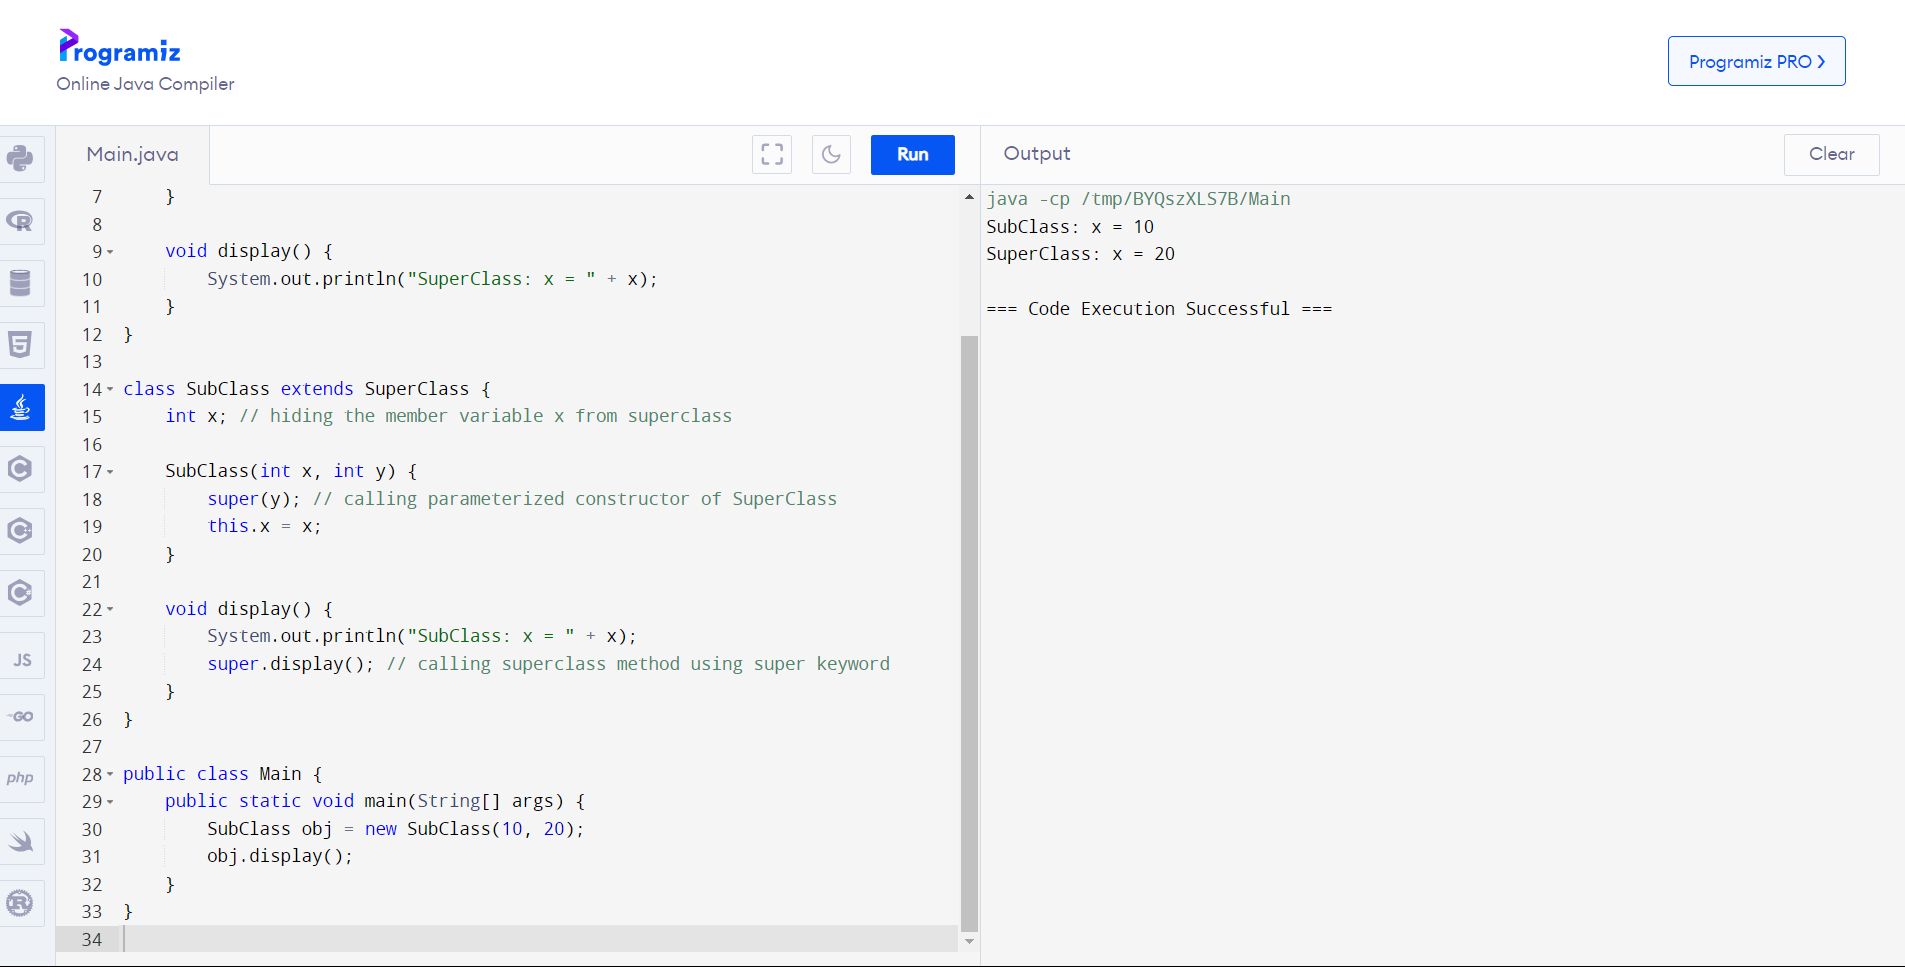 Programiz
Online Java Compiler
Programiz PRO ❯
Main.java
Run
Output
Clear
7 }
8
9 void display() {
10 System.out.println("SuperClass: x = " + x);
11 }
12 }
13
14 class SubClass extends SuperClass {
15 int x; // hiding the member variable x from superclass
16
17 SubClass(int x, int y) {
18 super(y); // calling parameterized constructor of SuperClass
19 this.x = x;
20 }
21
22 void display() {
23 System.out.println("SubClass: x = " + x);
24 super.display(); // calling superclass method using super keyword
25 }
26 }
27
28 public class Main {
29 public static void main(String[] args) {
30 SubClass obj = new SubClass(10, 20);
31 obj.display();
32 }
33 }
34
java -cp /tmp/BYQszXLS7B/Main
SubClass: x = 10
SuperClass: x = 20
=== Code Execution Successful ===
R
5
C
C
C
JS
GO
php
R